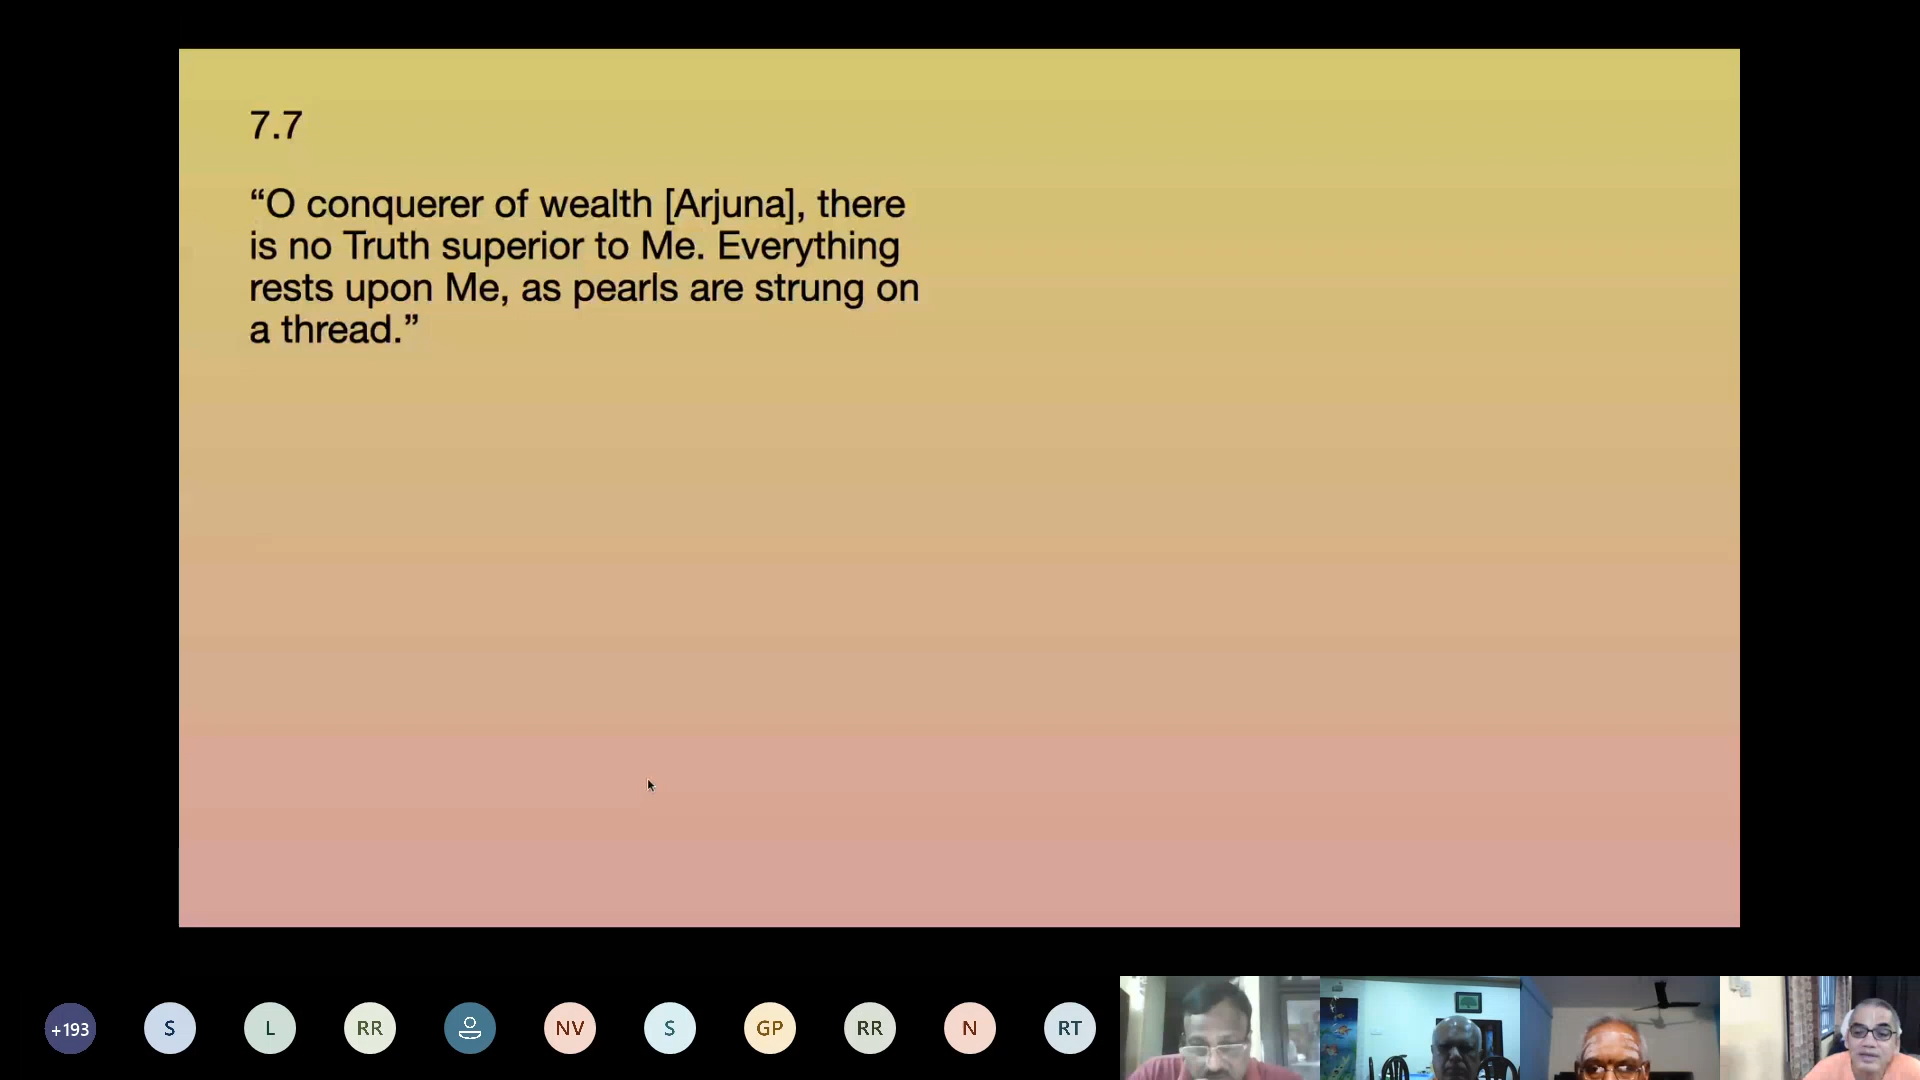 7.7
“O conquerer of wealth [Arjuna], there
is no Truth superior to Me. Everything
rests upon Me, as pearls are strung on
a thread.”
+193
S
L
RR
NV
S
GP
RR
N
RT